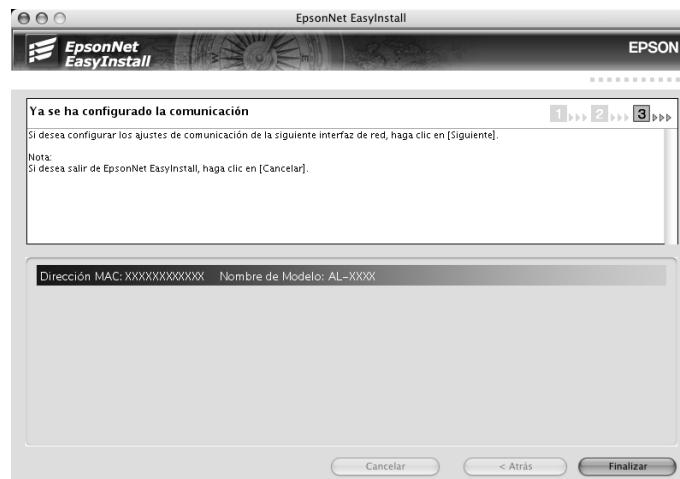 EpsonNet EasyInstall
EpsonNet
EasyInstall
EPSON
Ya se ha configurado la comunicación
1 2 3
Si desea configurar los ajustes de comunicación de la siguiente interfaz de red, haga clic en [Siguiente].
Nota:
Si desea salir de EpsonNet EasyInstall, haga clic en [Cancelar].
Dirección MAC: XXXXXXXXXXXX Nombre de Modelo: AL-XXXX
Cancelar < Atrás Finalizar